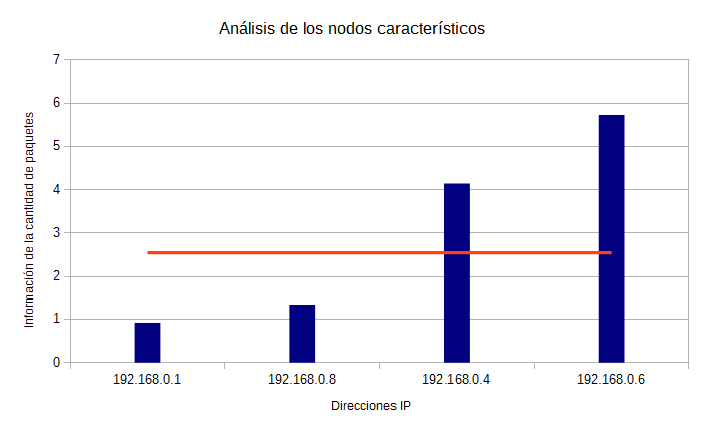 Análisis de los nodos característicos
Información de la cantidad de paquetes
7
6
5
4
3
2
1
0
192.168.0.1 192.168.0.8 192.168.0.4 192.168.0.6
Direcciones IP